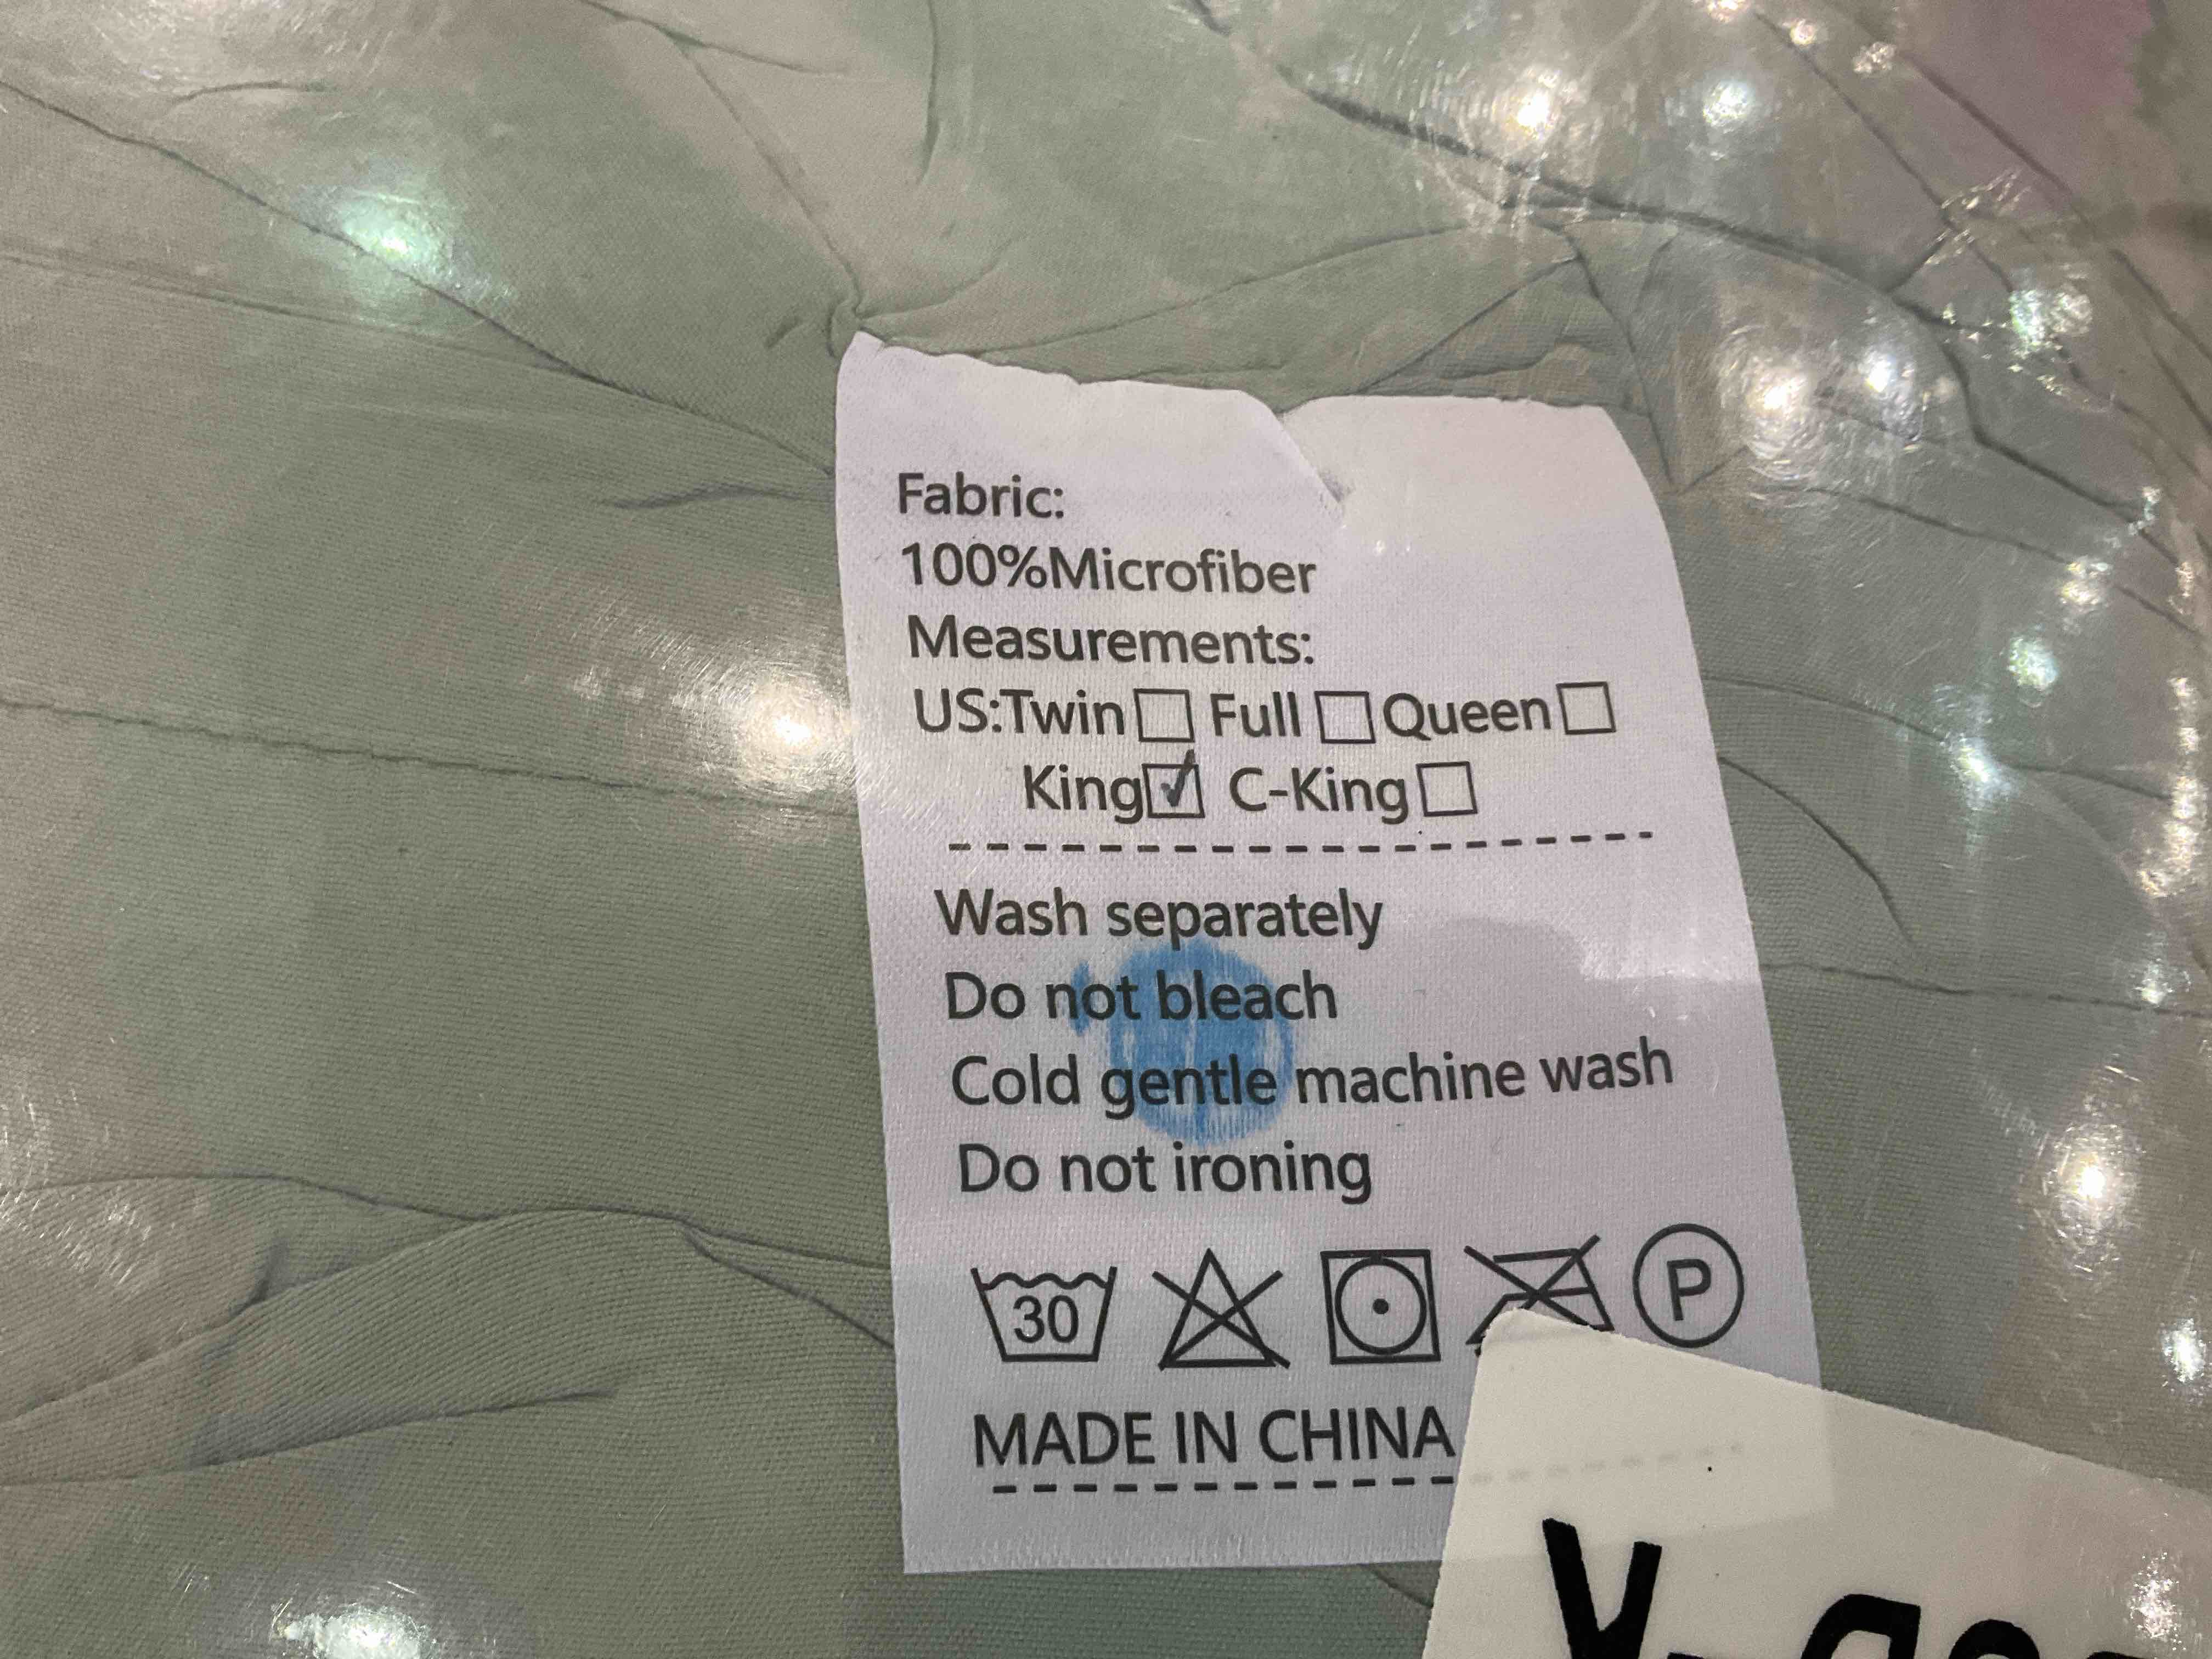 Fabric:
100%Microfiber
Measurements:
US:Twin☐ Full ☐Queen☐
King☑ C-King☐
Wash separately
Do not bleach
Cold gentle machine wash
Do not ironing
30
P
MADE IN CHINA